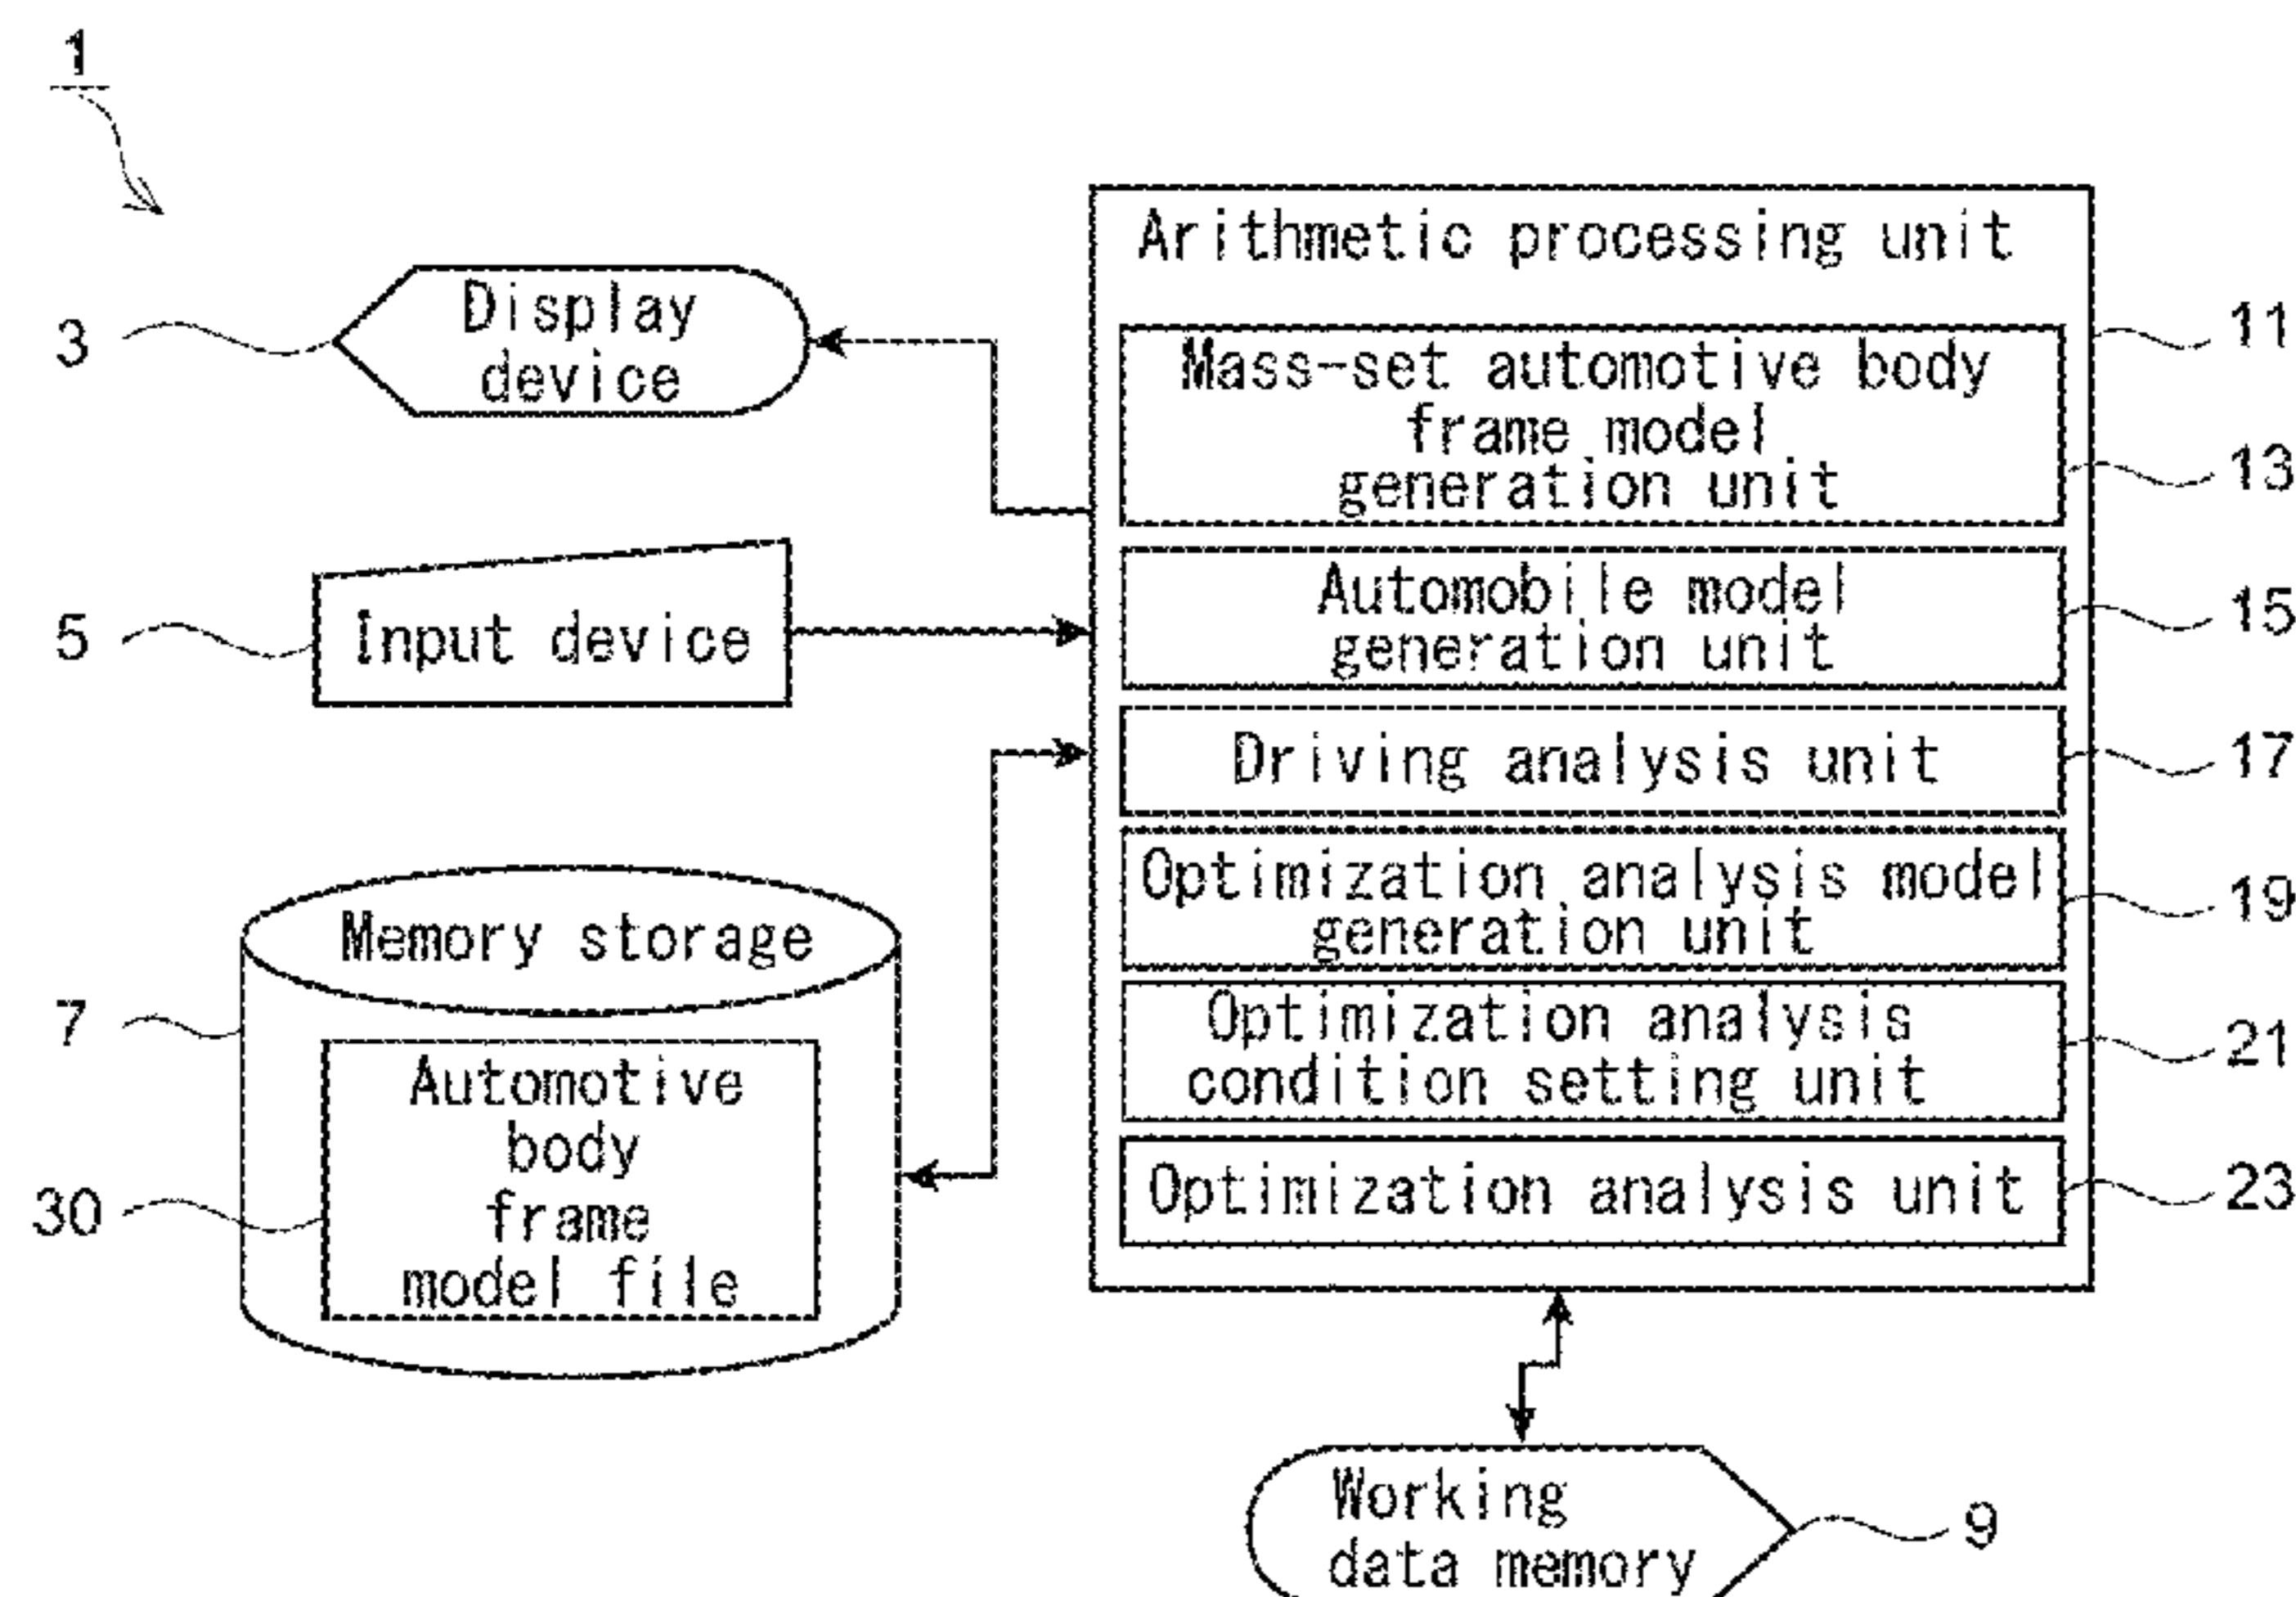 1
Display
device
3
Input device
5
Memory storage
7
Automotive
body
frame
model file
30
Arithmetic processing unit
11
Mass-set automotive body
frame model
generation unit
13
Automobile model
generation unit
15
Driving analysis unit
17
Optimization analysis model
generation unit
19
Optimization analysis
condition setting unit
21
Optimization analysis unit
23
Working
data memory
9